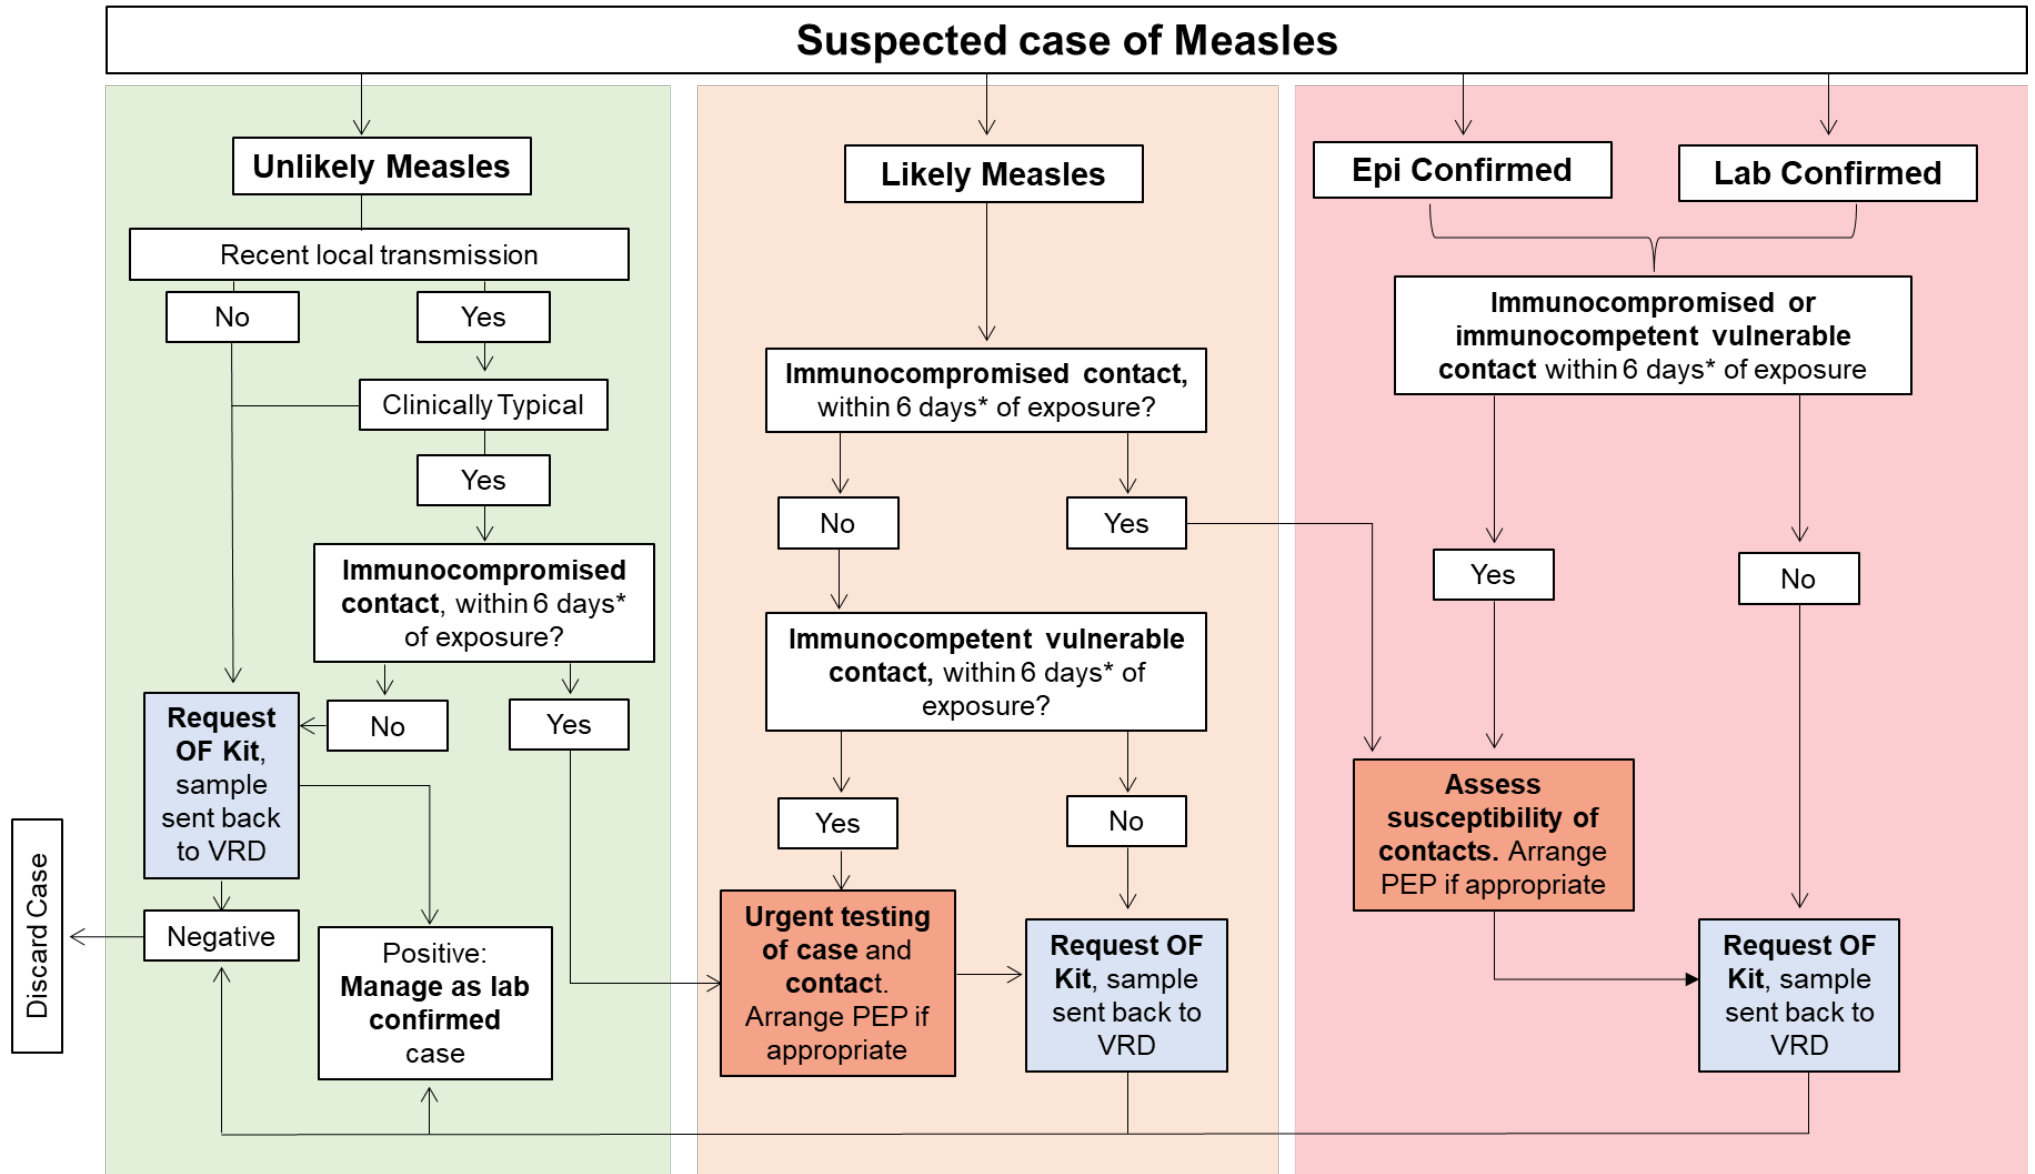 Suspected case of Measles
Unlikely Measles
Recent local transmission
No
Yes
Clinically Typical
Yes
Immunocompromised
contact, within 6 days*
of exposure?
No
Yes
Request
OF Kit,
sample
sent back
to VRD
Negative
Discard Case
Positive:
Manage as lab
confirmed
case
Likely Measles
Immunocompromised contact,
within 6 days* of exposure?
No
Yes
Immunocompetent vulnerable
contact, within 6 days* of
exposure?
Yes
No
Urgent testing
of case and
contact.
Arrange PEP if
appropriate
Request OF
Kit, sample
sent back to
VRD
Epi Confirmed
Lab Confirmed
Immunocompromised or
immunocompetent vulnerable
contact within 6 days* of exposure
Yes
No
Assess
susceptibility of
contacts. Arrange
PEP if appropriate
Request OF
Kit, sample
sent back to
VRD